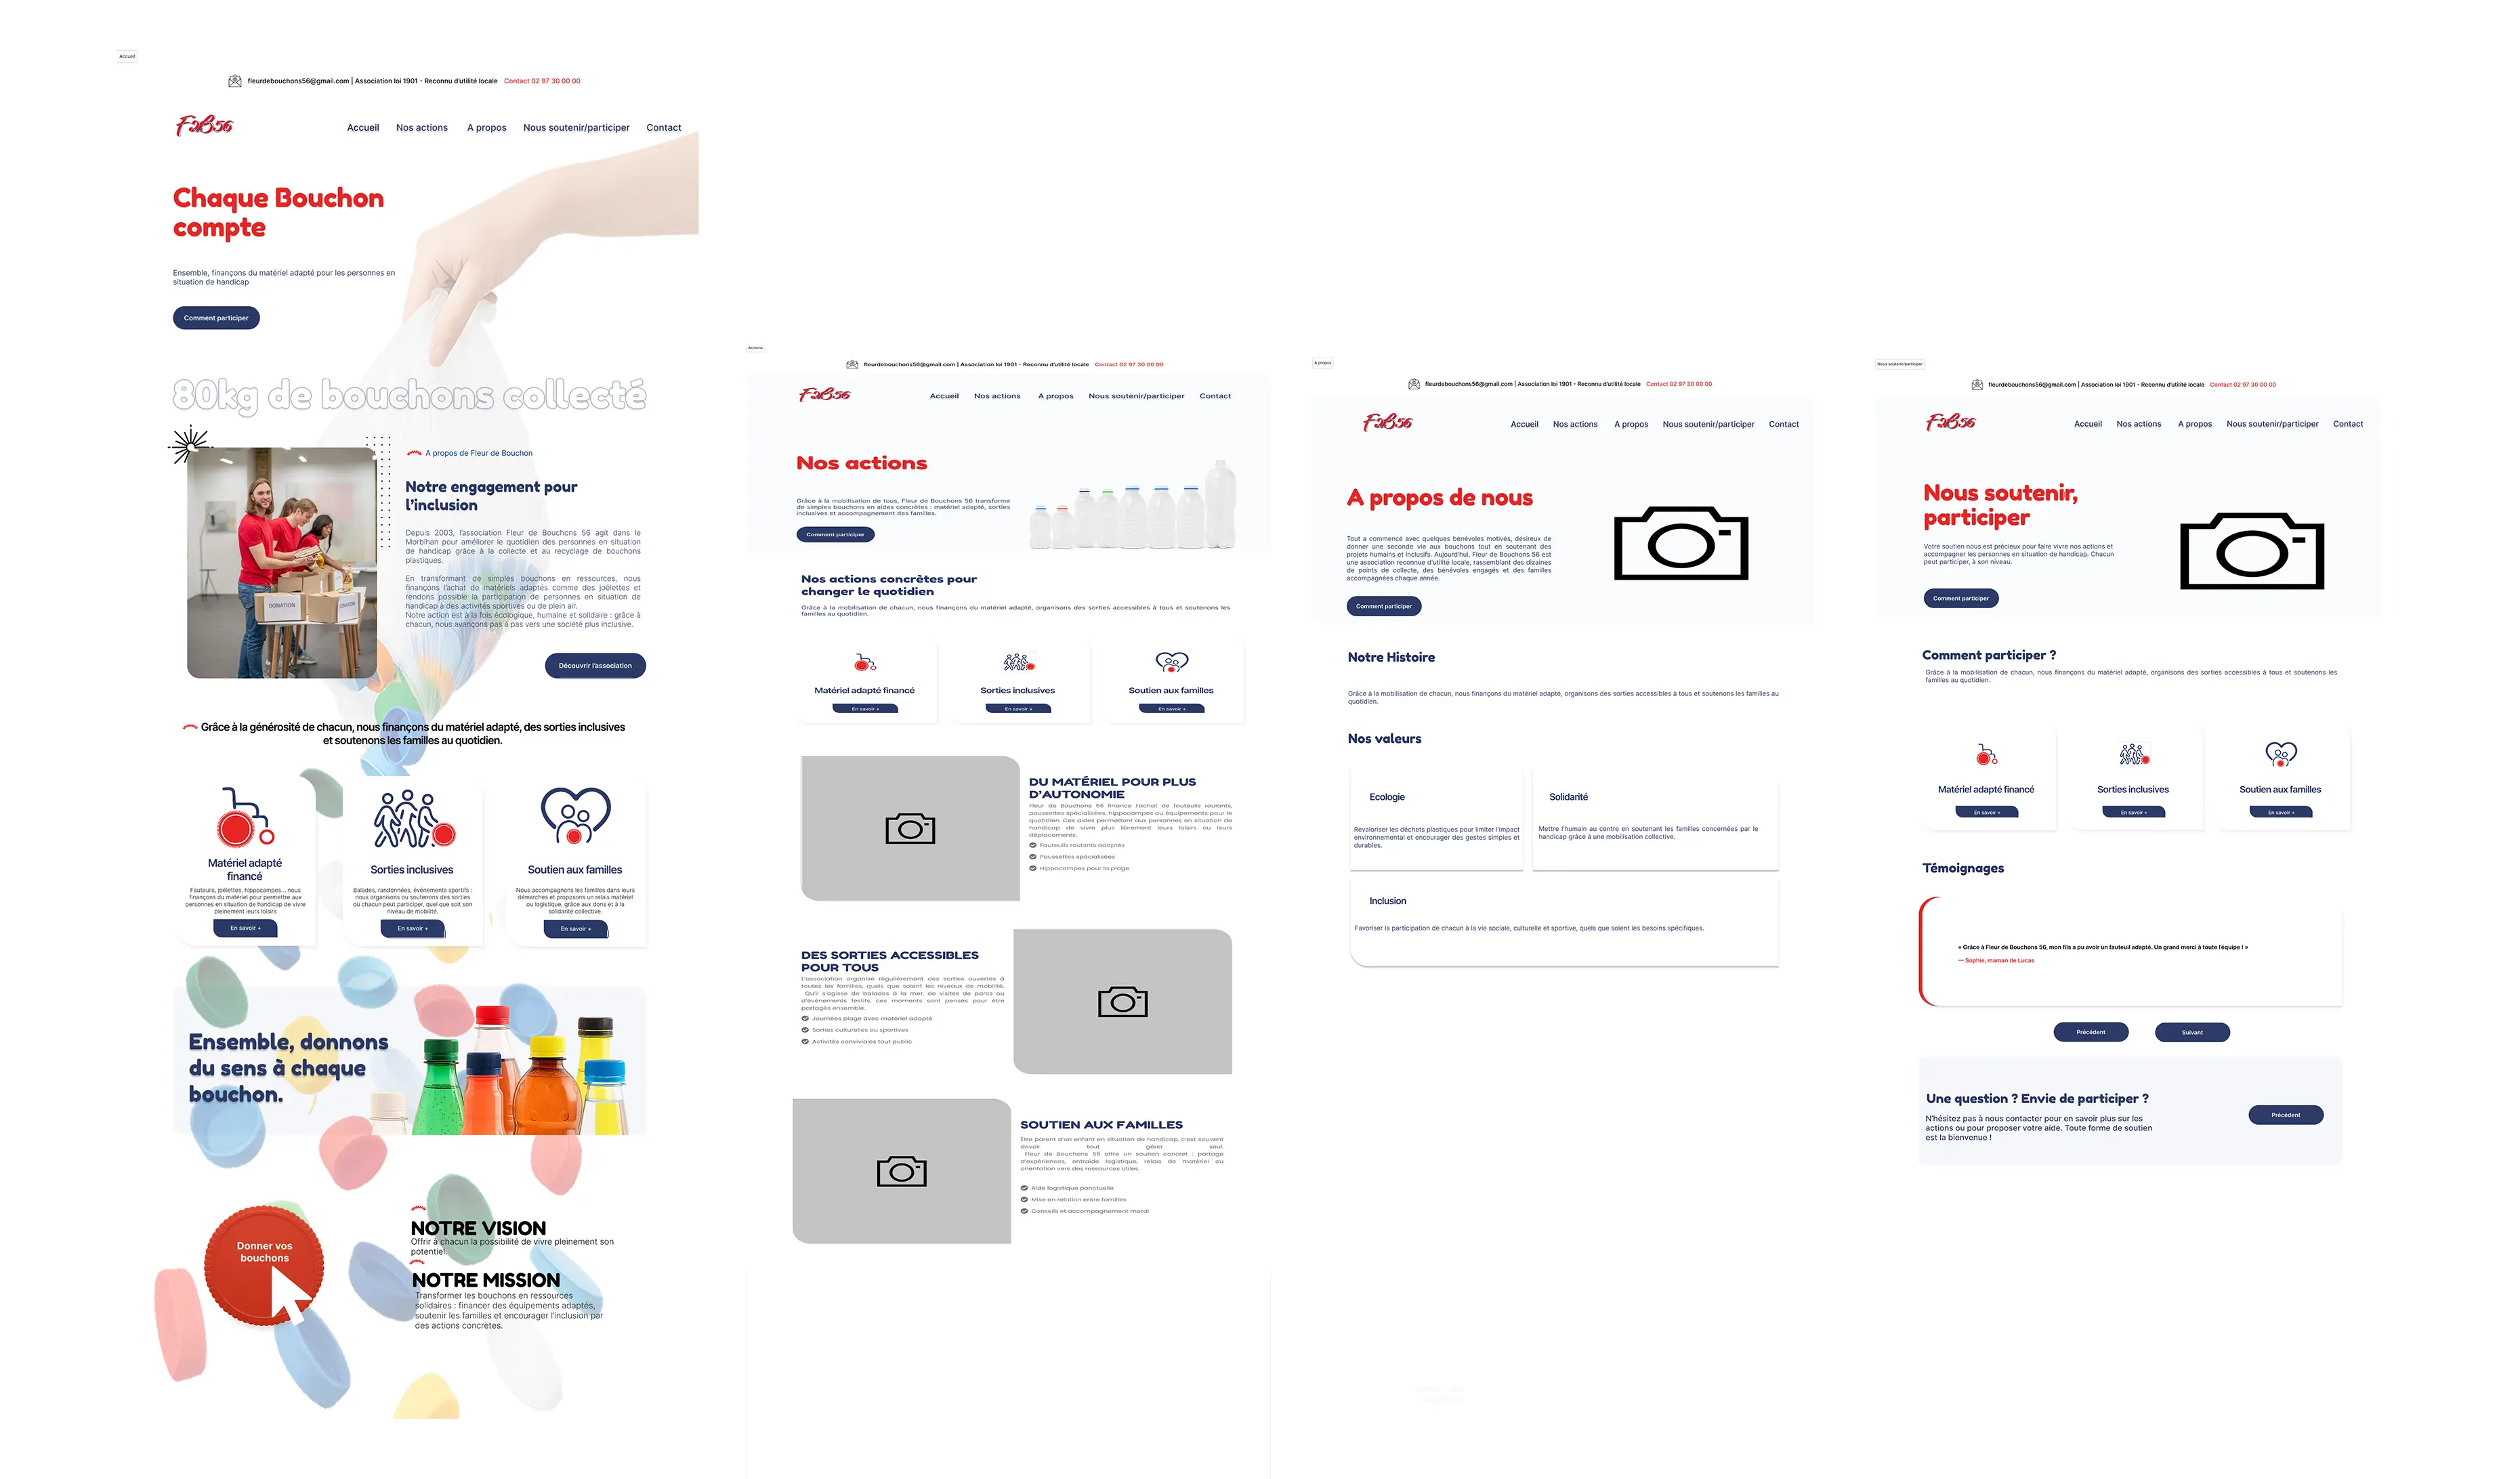 Accueil
fleurdebouchons56@gmail.com | Association loi 1901 - Reconnu d'utilité locale Contact 02 97 30 00 00
F2B56
Accueil Nos actions A propos Nous soutenir/participer Contact
Chaque Bouchon
compte
Ensemble, finançons du matériel adapté pour les personnes en
situation de handicap
Comment participer
80kg de bouchons collecté
A propos de Fleur de Bouchon
Notre engagement pour
l'inclusion
Depuis 2003, l'association Fleur de Bouchons 56 agit dans le
Morbihan pour améliorer le quotidien des personnes en situation
de handicap grâce à la collecte et au recyclage de bouchons
plastiques.
En transformant de simples bouchons en ressources, nous
finançons l'achat de matériels adaptés comme des joëlettes et
rendons possible la participation de personnes en situation de
handicap à des activités sportives ou de plein air.
Notre action est à la fois écologique, humaine et solidaire : grâce à
chacun, nous avançons pas à pas vers une société plus inclusive.
DONATION
DONATION
Découvrir l'association
Grâce à la générosité de chacun, nous finançons du matériel adapté, des sorties inclusives
et soutenons les familles au quotidien.
Matériel adapté
financé
Fauteuils, joëlettes, hippocampes... nous
finançons du matériel pour permettre aux
personnes en situation de handicap de vivre
pleinement leurs loisirs
En savoir +
Sorties inclusives
Balades, randonnées, événements sportifs :
nous organisons ou soutenons des sorties
où chacun peut participer, quel que soit son
niveau de mobilité.
En savoir +
Soutien aux familles
Nous accompagnons les familles dans leurs
démarches et proposons un relais matériel
ou logistique, grâce aux dons et à la
solidarité collective.
En savoir +
Ensemble, donnons
du sens à chaque
bouchon.
Donner vos
bouchons
NOTRE VISION
Offrir à chacun la possibilité de vivre pleinement son
potentiel.
NOTRE MISSION
Transformer les bouchons en ressources
solidaires : financer des équipements adaptés,
soutenir les familles et encourager l'inclusion par
des actions concrètes.
Actions
fleurdebouchons56@gmail.com | Association loi 1901 - Reconnu d'utilité locale Contact 02 97 30 00 00
F2B56
Accueil Nos actions A propos Nous soutenir/participer Contact
Nos actions
Grâce à la mobilisation de tous, Fleur de Bouchons 56 transforme
de simples bouchons en aides concrètes : matériel adapté, sorties
inclusives et accompagnement des familles.
Comment participer
Nos actions concrètes pour
changer le quotidien
Grâce à la mobilisation de chacun, nous finançons du matériel adapté, organisons des sorties accessibles à tous et soutenons les
familles au quotidien.
Matériel adapté financé
En savoir +
Sorties inclusives
En savoir +
Soutien aux familles
En savoir +
DU MATÉRIEL POUR PLUS
D'AUTONOMIE
Fleur de Bouchons 56 finance l'achat de fauteuils roulants,
poussettes spécialisées, hippocampes ou équipements pour le
quotidien. Ces aides permettent aux personnes en situation de
handicap de vivre plus librement leurs loisirs ou leurs
déplacements.
Fauteuils roulants adaptés
Poussettes spécialisées
Hippocampes pour la plage
DES SORTIES ACCESSIBLES
POUR TOUS
L'association organise régulièrement des sorties ouvertes à
toutes les familles, quels que soient les niveaux de mobilité.
Qu'il s'agisse de balades à la mer, de visites de parcs ou
d'événements festifs, ces moments sont pensés pour être
partagés ensemble.
Journées plage avec matériel adapté
Sorties culturelles ou sportives
Activités conviviales tout public
SOUTIEN AUX FAMILLES
Être parent d'un enfant en situation de handicap, c'est souvent
devoir tout gérer seul.
Fleur de Bouchons 56 offre un soutien concret : partage
d'expériences, entraide logistique, relais de matériel ou
orientation vers des ressources utiles.
Aide logistique ponctuelle
Mise en relation entre familles
Conseils et accompagnement moral
A propos
fleurdebouchons56@gmail.com | Association loi 1901 - Reconnu d'utilité locale Contact 02 97 30 00 00
F2B56
Accueil Nos actions A propos Nous soutenir/participer Contact
A propos de nous
Tout a commencé avec quelques bénévoles motivés, désireux de
donner une seconde vie aux bouchons tout en soutenant des
projets humains et inclusifs. Aujourd'hui, Fleur de Bouchons 56 est
une association reconnue d'utilité locale, rassemblant des dizaines
de points de collecte, des bénévoles engagés et des familles
accompagnées chaque année.
Comment participer
Notre Histoire
Grâce à la mobilisation de chacun, nous finançons du matériel adapté, organisons des sorties accessibles à tous et soutenons les familles au
quotidien.
Nos valeurs
Ecologie
Revaloriser les déchets plastiques pour limiter l'impact
environnemental et encourager des gestes simples et
durables.
Solidarité
Mettre l'humain au centre en soutenant les familles concernées par le
handicap grâce à une mobilisation collective.
Inclusion
Favoriser la participation de chacun à la vie sociale, culturelle et sportive, quels que soient les besoins spécifiques.
Nous soutenir/participer
fleurdebouchons56@gmail.com | Association loi 1901 - Reconnu d'utilité locale Contact 02 97 30 00 00
F2B56
Accueil Nos actions A propos Nous soutenir/participer Contact
Nous soutenir,
participer
Votre soutien nous est précieux pour faire vivre nos actions et
accompagner les personnes en situation de handicap. Chacun
peut participer, à son niveau.
Comment participer
Comment participer ?
Grâce à la mobilisation de chacun, nous finançons du matériel adapté, organisons des sorties accessibles à tous et soutenons les
familles au quotidien.
Matériel adapté financé
En savoir +
Sorties inclusives
En savoir +
Soutien aux familles
En savoir +
Témoignages
« Grâce à Fleur de Bouchons 56, mon fils a pu avoir un fauteuil adapté. Un grand merci à toute l'équipe ! »
— Sophie, maman de Lucas
Précédent
Suivant
Une question ? Envie de participer ?
N'hésitez pas à nous contacter pour en savoir plus sur les
actions ou pour proposer votre aide. Toute forme de soutien
est la bienvenue !
Précédent